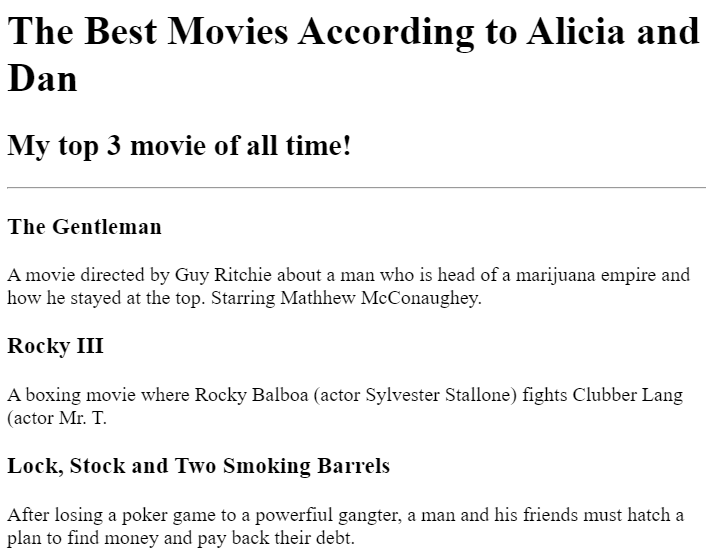 The Best Movies According to Alicia and
Dan
My top 3 movie of all time!
The Gentleman
A movie directed by Guy Ritchie about a man who is head of a marijuana empire and
how he stayed at the top. Starring Mathhew McConaughey.
Rocky III
A boxing movie where Rocky Balboa (actor Sylvester Stallone) fights Clubber Lang
(actor Mr. T.
Lock, Stock and Two Smoking Barrels
After losing a poker game to a powerfiul gangter, a man and his friends must hatch a
plan to find money and pay back their debt.